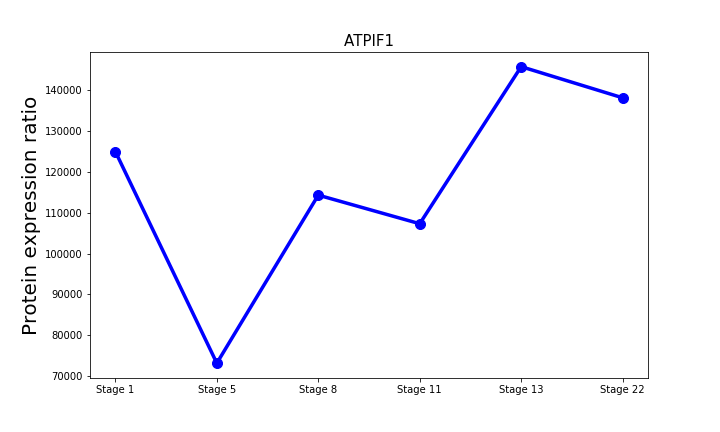 ATPIF1
Protein expression ratio
140000
130000
120000
110000
100000
90000
80000
70000
Stage 1 Stage 5 Stage 8 Stage 11 Stage 13 Stage 22